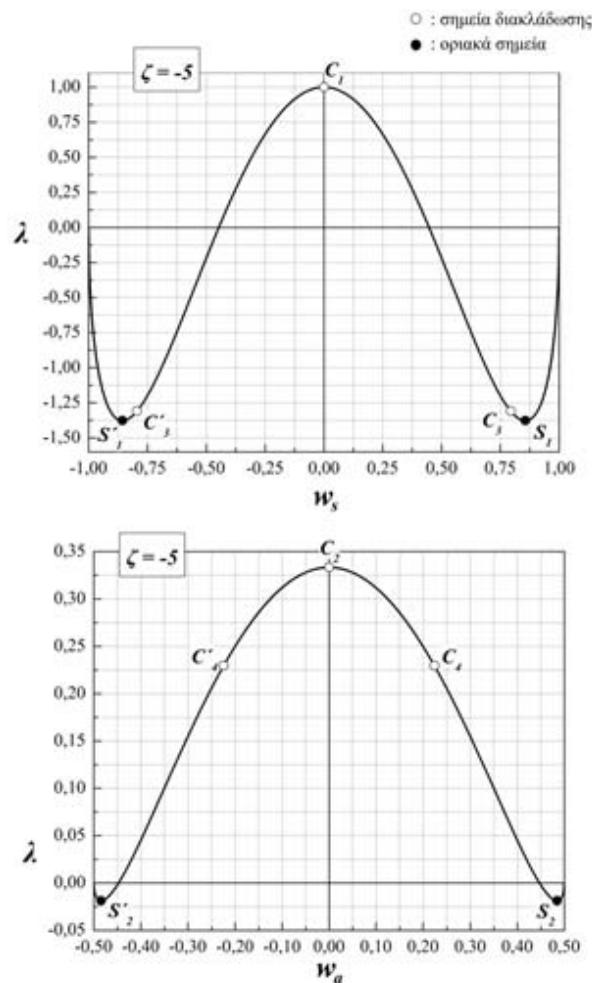 ○ : σημεία διακλάδωσης
● : οριακά σημεία
ζ = -5
C₁
1,00
0,75
0,50
0,25
0,00
-0,25
-0,50
-0,75
-1,00
-1,25
-1,50
λ
S´₁ C´₃ C₃ S₁
-1,00 -0,75 -0,50 -0,25 0,00 0,25 0,50 0,75 1,00
wₛ
ζ = -5
C₂
0,35
0,30
0,25
0,20
0,15
0,10
0,05
0,00
-0,05
C´₄ C₄
λ
S´₂ S₂
-0,50 -0,40 -0,30 -0,20 -0,10 0,00 0,10 0,20 0,30 0,40 0,50
wₐ